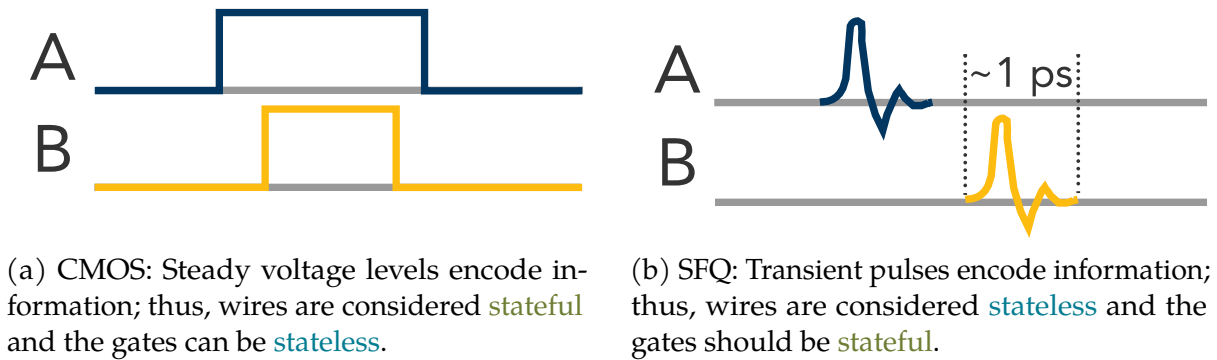 A
B
(a) CMOS: Steady voltage levels encode in-
formation; thus, wires are considered stateful
and the gates can be stateless.
A
~1 ps
B
(b) SFQ: Transient pulses encode information;
thus, wires are considered stateless and the
gates should be stateful.